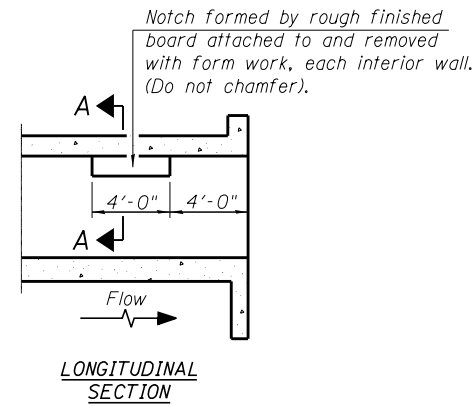 Notch formed by rough finished
board attached to and removed
with form work, each interior wall.
(Do not chamfer).
A
4'-0" 4'-0"
A
Flow
LONGITUDINAL
SECTION